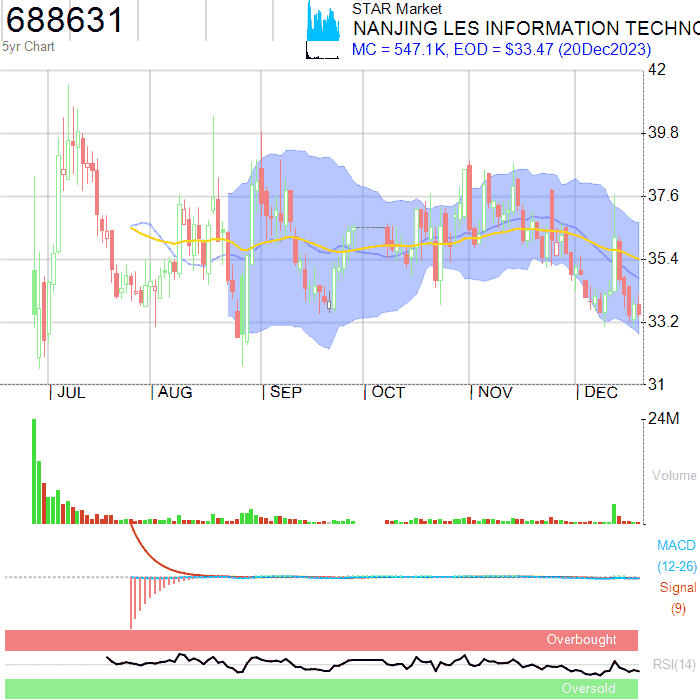 688631
STAR Market
NANJING LES INFORMATION TECHNO
5yr Chart
MC = 547.1K, EOD = $33.47 (20Dec2023)
42
39.8
37.6
35.4
33.2
31
JUL AUG SEP OCT NOV DEC
24M
Volume
MACD
(12-26)
Signal
(9)
Overbought
RSI(14)
Oversold